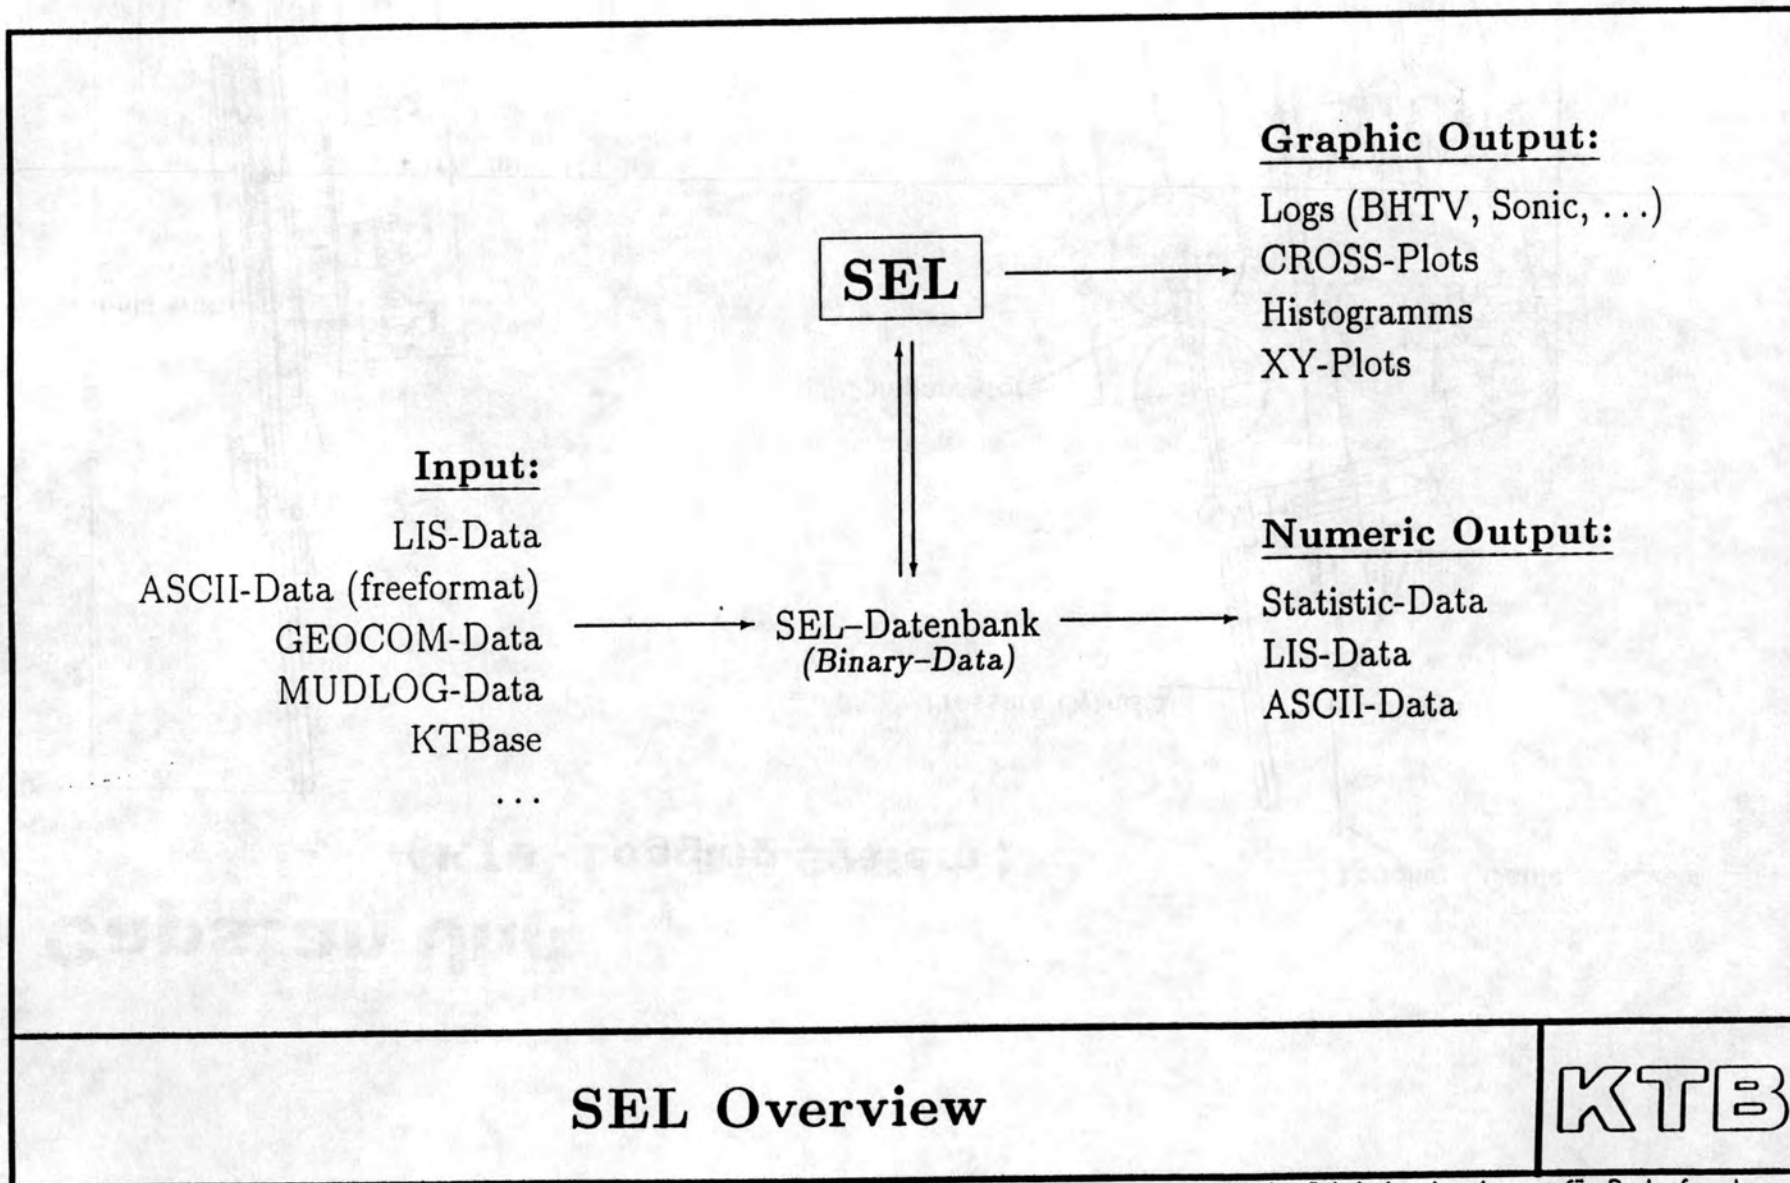 Graphic Output:
Logs (BHTV, Sonic, ...)
CROSS-Plots
Histogramms
XY-Plots
SEL
Input:
LIS-Data
ASCII-Data (freeformat)
GEOCOM-Data
MUDLOG-Data
KTBase
...
SEL–Datenbank
(Binary–Data)
Numeric Output:
Statistic-Data
LIS-Data
ASCII-Data
SEL Overview
KTB